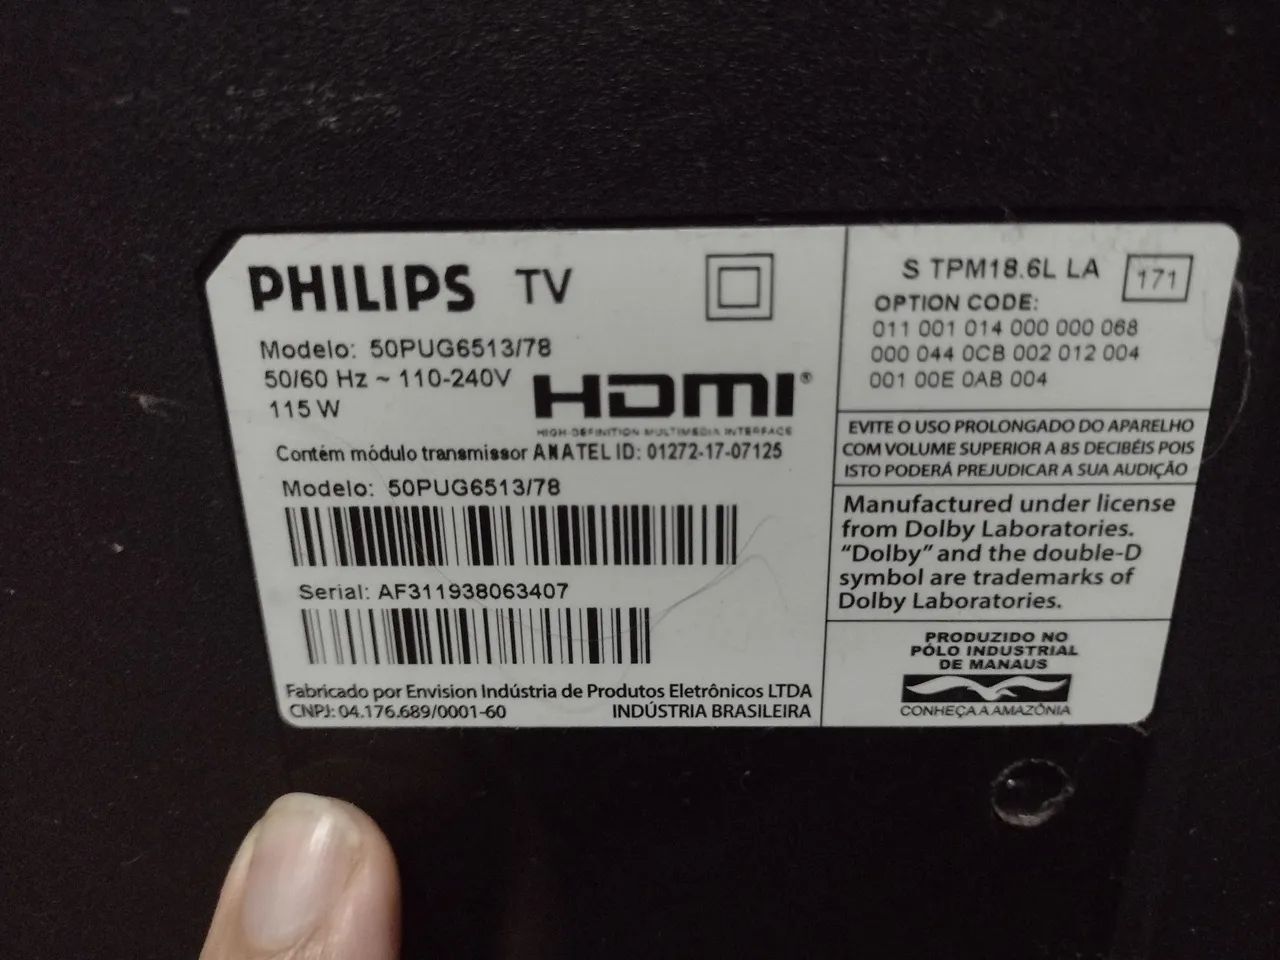 PHILIPS TV
Modelo: 50PUG6513/78
50/60 Hz ~ 110-240V
115 W
HDMI®
HIGH-DEFINITION MULTIMEDIA INTERFACE
Contém módulo transmissor ANATEL ID: 01272-17-07125
Modelo: 50PUG6513/78
Serial: AF311938063407
Fabricado por Envision Indústria de Produtos Eletrônicos LTDA
CNPJ: 04.176.689/0001-60 INDÚSTRIA BRASILEIRA
S TPM18.6L LA 171
OPTION CODE:
011 001 014 000 000 068
000 044 0CB 002 012 004
001 00E 0AB 004
EVITE O USO PROLONGADO DO APARELHO
COM VOLUME SUPERIOR A 85 DECIBÉIS POIS
ISTO PODERÁ PREJUDICAR A SUA AUDIÇÃO
Manufactured under license
from Dolby Laboratories.
“Dolby” and the double-D
symbol are trademarks of
Dolby Laboratories.
PRODUZIDO NO
PÓLO INDUSTRIAL
DE MANAUS
CONHEÇA A AMAZÔNIA